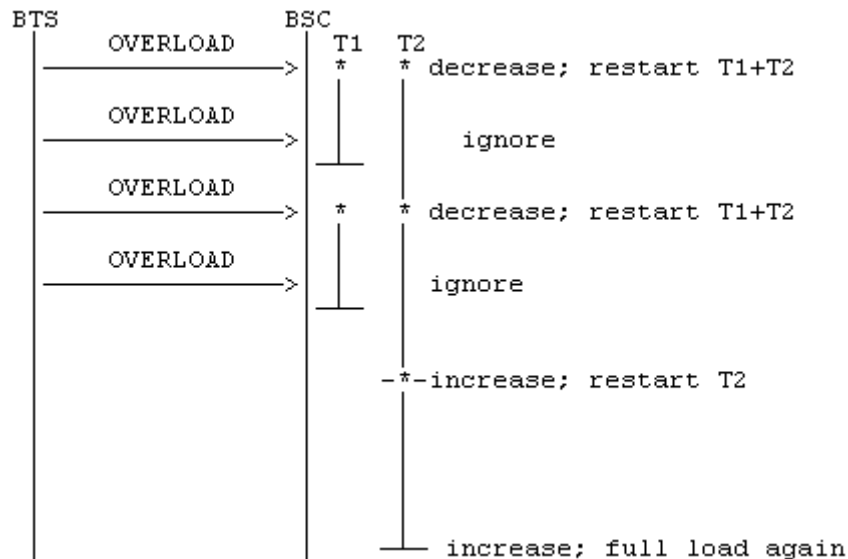 BTS BSC
OVERLOAD T1 T2
* * decrease; restart T1+T2
OVERLOAD
ignore
OVERLOAD
* * decrease; restart T1+T2
OVERLOAD
ignore
-*-increase; restart T2
increase; full load again